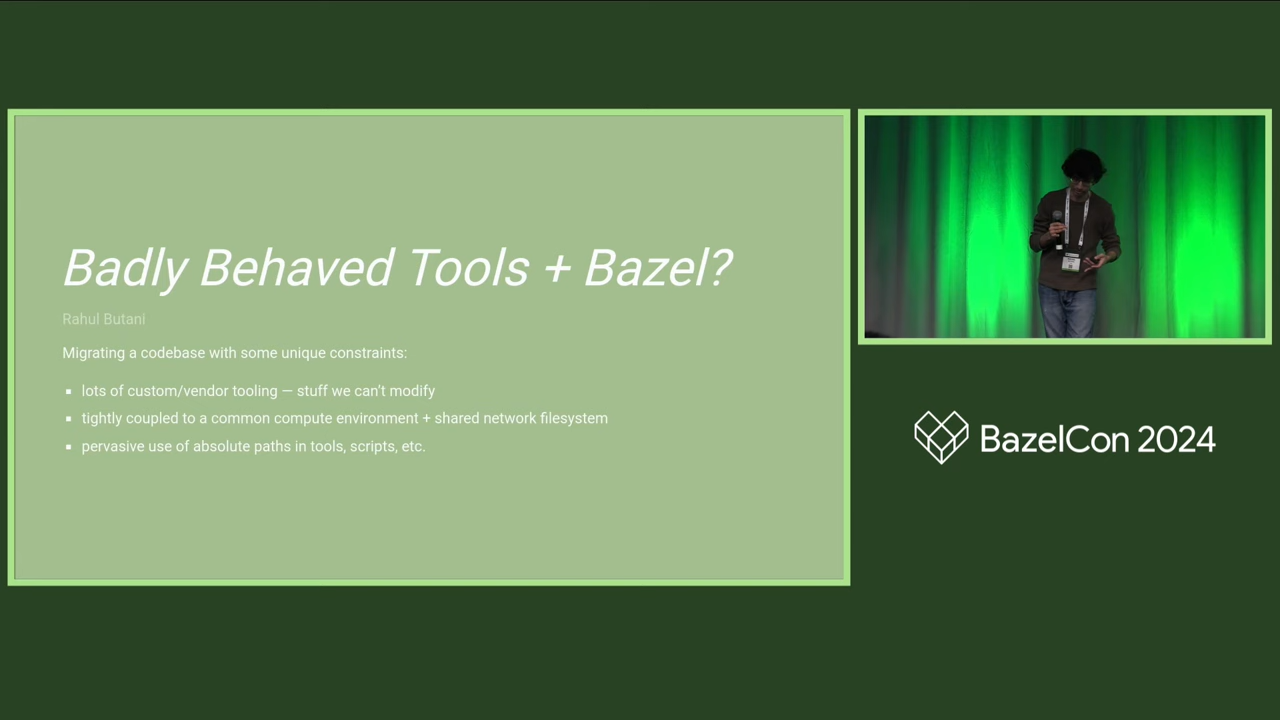 Badly Behaved Tools + Bazel?
Rahul Butani
Migrating a codebase with some unique constraints:
▪ lots of custom/vendor tooling — stuff we can't modify
▪ tightly coupled to a common compute environment + shared network filesystem
▪ pervasive use of absolute paths in tools, scripts, etc.
BazelCon 2024